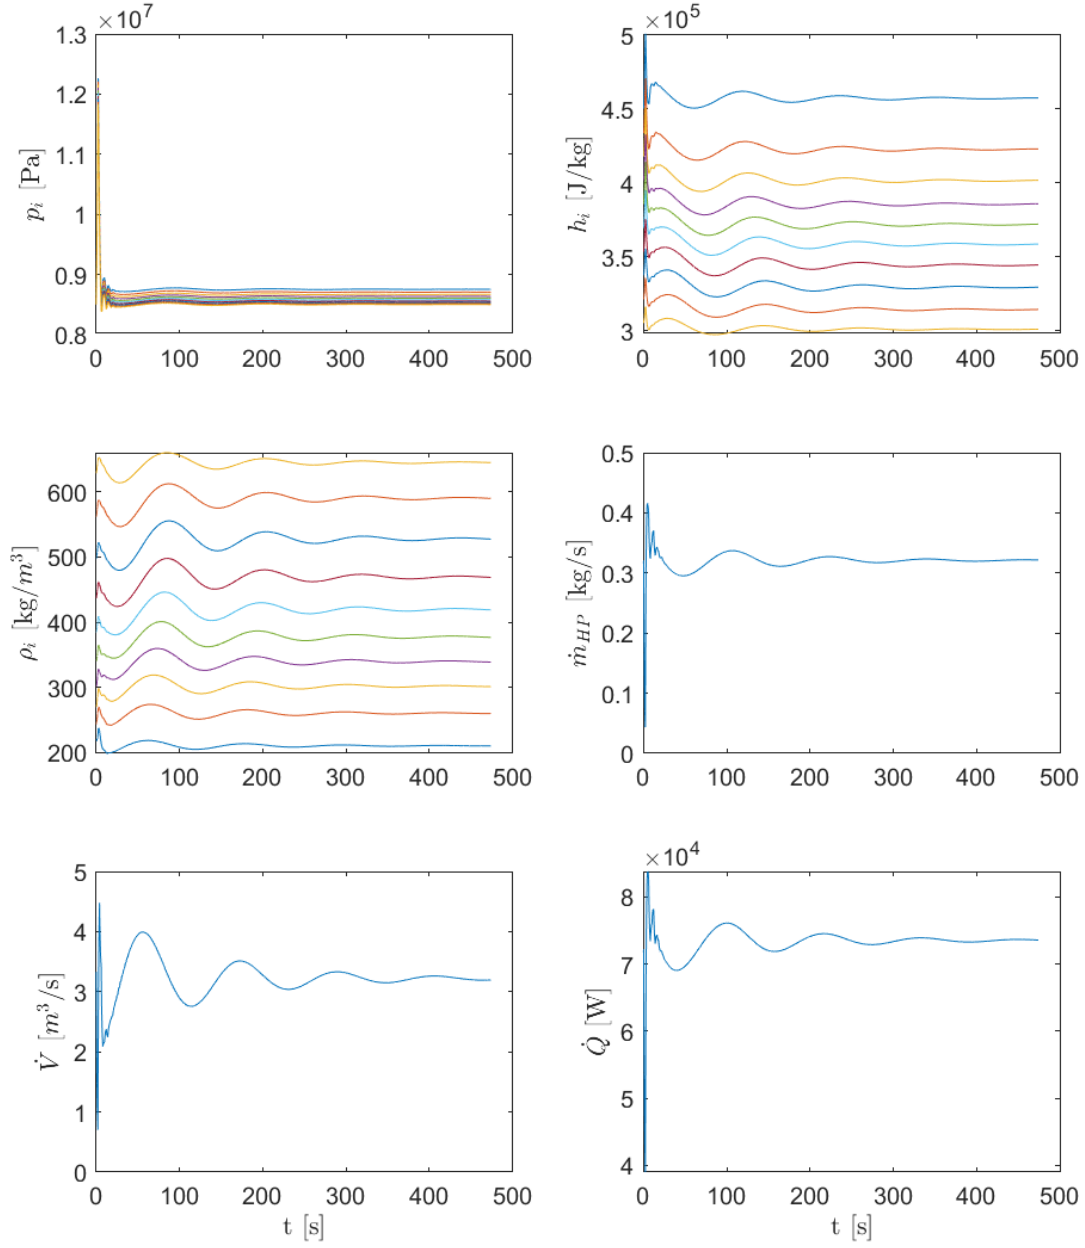 ×10⁷
1.3
1.2
1.1
1
0.9
0.8
0 100 200 300 400 500
p_i [Pa]
×10⁵
5
4.5
4
3.5
3
0 100 200 300 400 500
h_i [J/kg]
600
500
400
300
200
0 100 200 300 400 500
ρ_i [kg/m³]
0.5
0.4
0.3
0.2
0.1
0
0 100 200 300 400 500
ṁ_HP [kg/s]
5
4
3
2
1
0
0 100 200 300 400 500
V̇ [m³/s]
t [s]
×10⁴
8
7
6
5
4
0 100 200 300 400 500
Q̇ [W]
t [s]